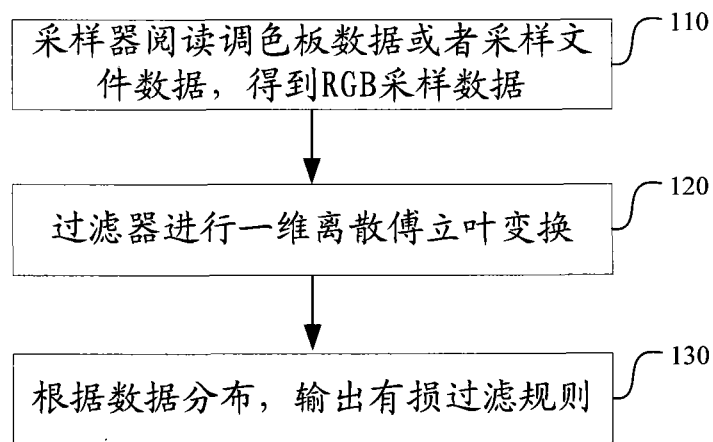 110
采样器阅读调色板数据或者采样文
件数据，得到RGB采样数据
120
过滤器进行一维离散傅立叶变换
130
根据数据分布，输出有损过滤规则